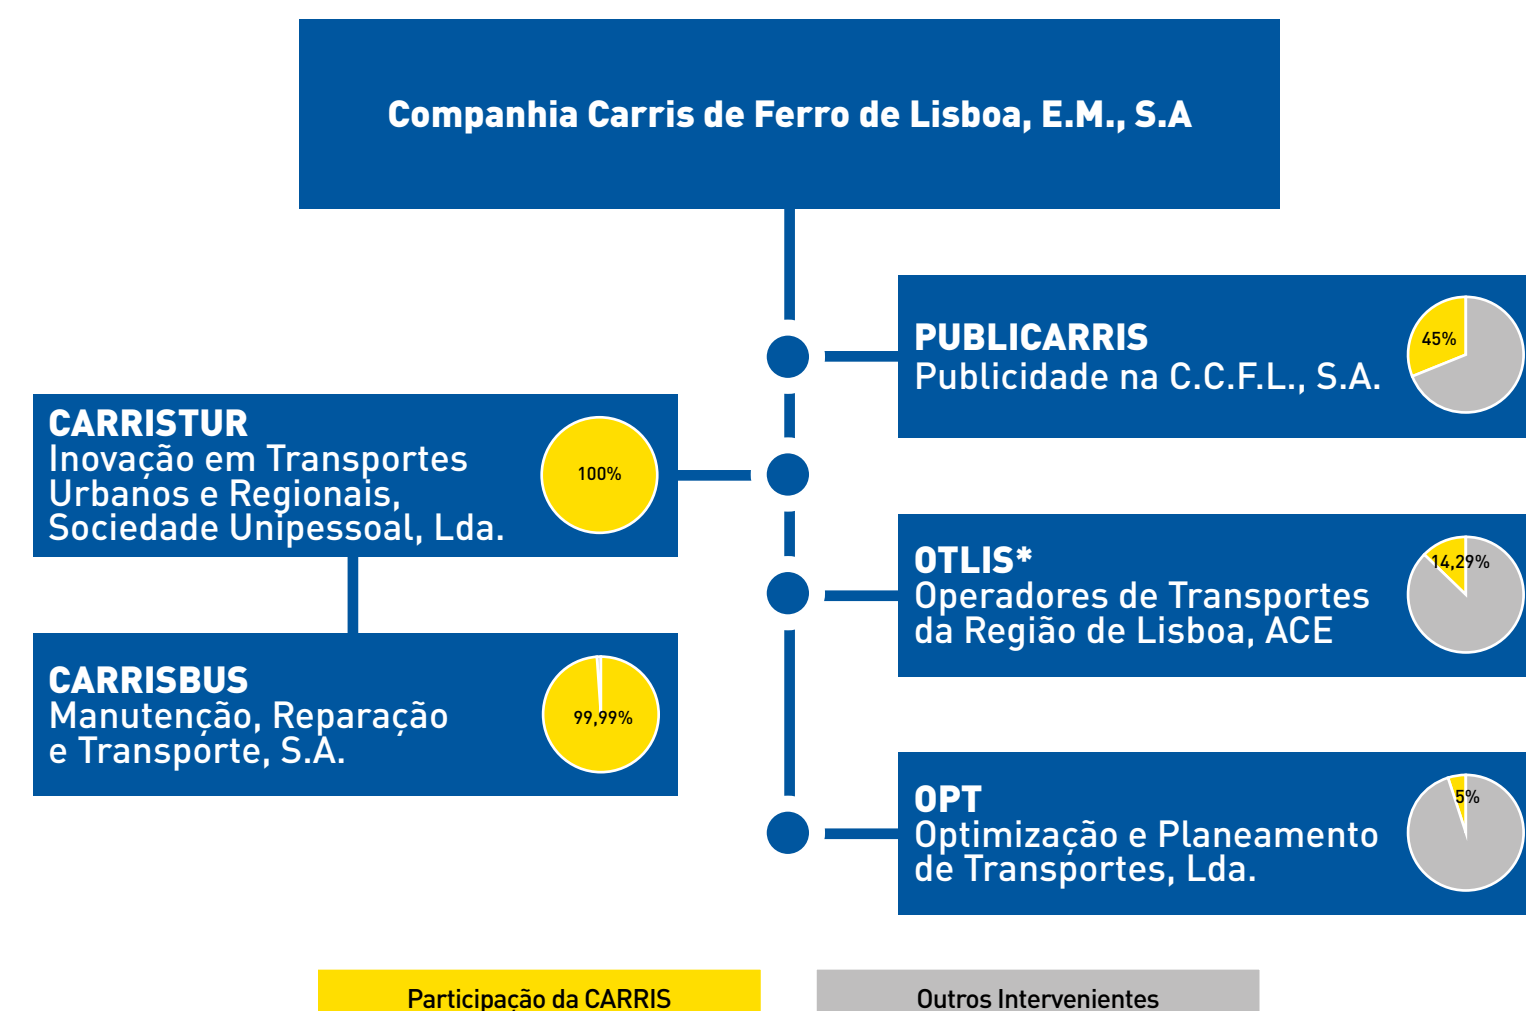 Companhia Carris de Ferro de Lisboa, E.M., S.A
PUBLICARRIS
Publicidade na C.C.F.L., S.A.
45%
CARRISTUR
Inovação em Transportes
Urbanos e Regionais,
Sociedade Unipessoal, Lda.
100%
OTLIS*
Operadores de Transportes
da Região de Lisboa, ACE
14,29%
CARRISBUS
Manutenção, Reparação
e Transporte, S.A.
99,99%
OPT
Optimização e Planeamento
de Transportes, Lda.
5%
Participação da CARRIS
Outros Intervenientes